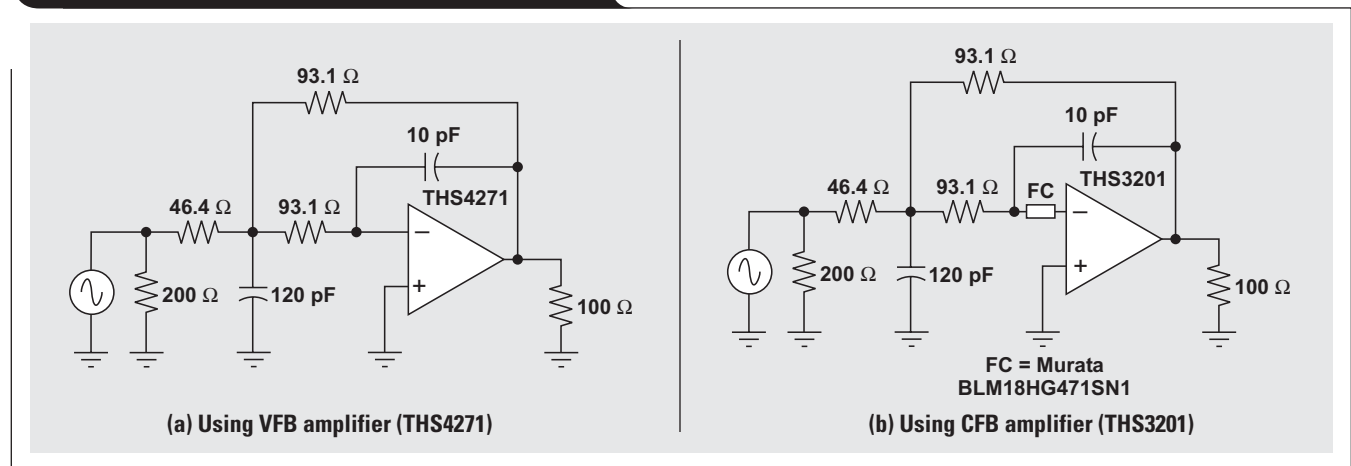 93.1 Ω
10 pF
THS4271
46.4 Ω
93.1 Ω
−
+
200 Ω
120 pF
100 Ω
(a) Using VFB amplifier (THS4271)
93.1 Ω
10 pF
THS3201
46.4 Ω
93.1 Ω
FC
−
+
200 Ω
120 pF
100 Ω
FC = Murata
BLM18HG471SN1
(b) Using CFB amplifier (THS3201)